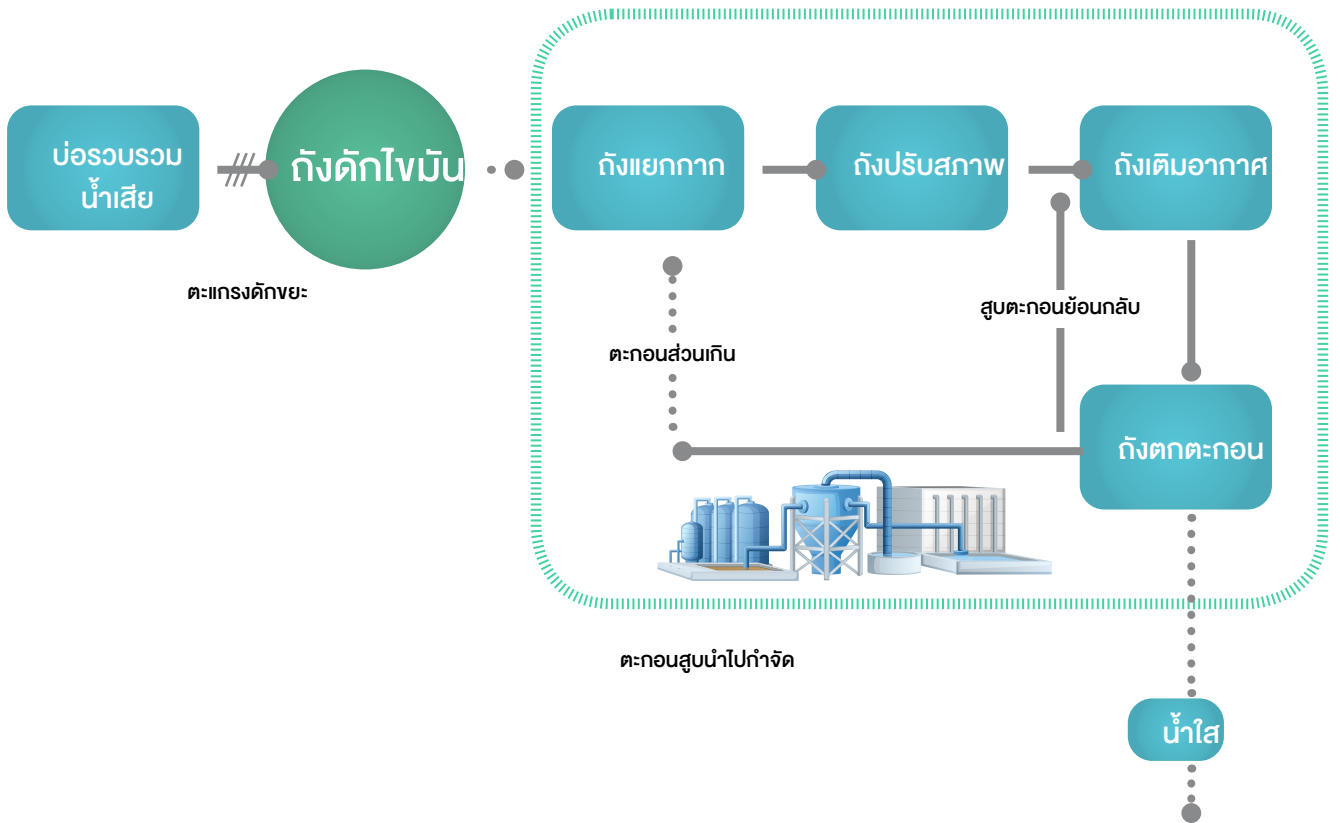 บ่อรวบรวม
น้ำเสีย
ถังดักไขมัน
ถังแยกกาก
ถังปรับสภาพ
ถังเติมอากาศ
ตะแกรงดักขยะ
สูบตะกอนย้อนกลับ
ตะกอนส่วนเกิน
ถังตกตะกอน
ตะกอนสูบนำไปกำจัด
น้ำใส